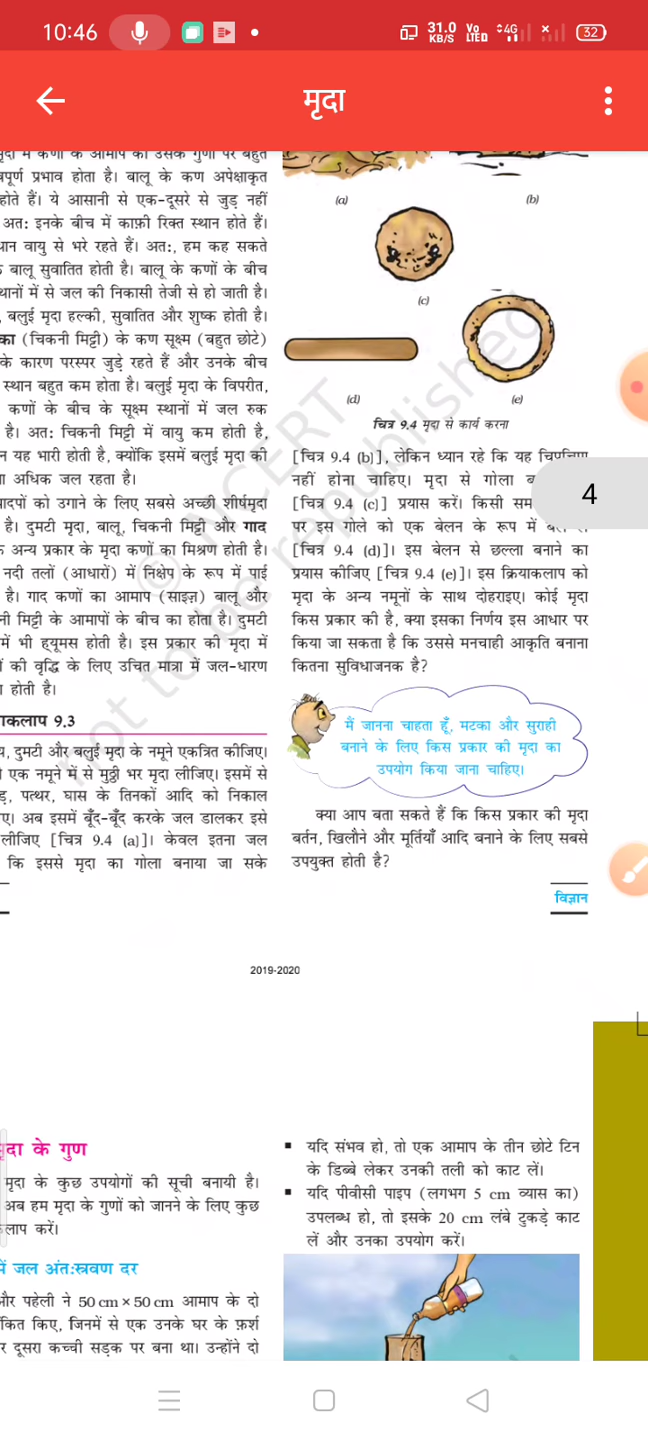 10:46
31.0
KB/S
Vo
LTED
4G
32
मृदा
होते हैं। ये आसानी से एक-दूसरे से जुड़ नहीं
अतः इनके बीच में काफ़ी रिक्त स्थान होते हैं।
वायु से भरे रहते हैं। अतः, हम कह सकते
बालू सुवातित होती है। बालू के कणों के बीच
में से जल की निकासी तेजी से हो जाती है।
बलुई मृदा हल्की, सुवातित और शुष्क होती है।
(चिकनी मिट्टी) के कण सूक्ष्म (बहुत छोटे)
के कारण परस्पर जुड़े रहते हैं और उनके बीच
स्थान बहुत कम होता है। बलुई मृदा के विपरीत,
कणों के बीच के सूक्ष्म स्थानों में जल रुक
है। अतः चिकनी मिट्टी में वायु कम होती है,
यह भारी होती है, क्योंकि इसमें बलुई मृदा की
अधिक जल रहता है।
को उगाने के लिए सबसे अच्छी शीर्षमृदा
है। दुमटी मृदा, बालू, चिकनी मिट्टी और गाद
अन्य प्रकार के मृदा कणों का मिश्रण होती है।
नदी तलों (आधारों) में निक्षेप के रूप में पाई
है। गाद कणों का आमाप (साइज़) बालू और
मिट्टी के आमापों के बीच का होता है। दुमटी
में भी ह्यूमस होती है। इस प्रकार की मृदा में
की वृद्धि के लिए उचित मात्रा में जल-धारण
होती है।
9.3
दुमटी और बलुई मृदा के नमूने एकत्रित कीजिए।
एक नमूने में से मुट्ठी भर मृदा लीजिए। इसमें से
पत्थर, घास के तिनकों आदि को निकाल
अब इसमें बूँद-बूँद करके जल डालकर इसे
लीजिए [चित्र 9.4 (a)]। केवल इतना जल
कि इससे मृदा का गोला बनाया जा सके
(a)
(b)
(c)
(d)
(e)
चित्र 9.4 मृदा से कार्य करना
[चित्र 9.4 (b)], लेकिन ध्यान रहे कि यह
नहीं होना चाहिए। मृदा से गोला
[चित्र 9.4 (c)] प्रयास करें। किसी
पर इस गोले को एक बेलन के रूप में
[चित्र 9.4 (d)]। इस बेलन से छल्ला बनाने का
प्रयास कीजिए [चित्र 9.4 (e)]। इस क्रियाकलाप को
मृदा के अन्य नमूनों के साथ दोहराइए। कोई मृदा
किस प्रकार की है, क्या इसका निर्णय इस आधार पर
किया जा सकता है कि उससे मनचाही आकृति बनाना
कितना सुविधाजनक है?
4
मैं जानना चाहता हूँ, मटका और सुराही
बनाने के लिए किस प्रकार की मृदा का
उपयोग किया जाना चाहिए।
क्या आप बता सकते हैं कि किस प्रकार की मृदा
बर्तन, खिलौने और मूर्तियाँ आदि बनाने के लिए सबसे
उपयुक्त होती है?
विज्ञान
© NCERT
not to be republished
2019-2020
के गुण
मृदा के कुछ उपयोगों की सूची बनायी है।
अब हम मृदा के गुणों को जानने के लिए कुछ
करें।
में जल अंतःस्त्रवण दर
और पहेली ने 50 cm × 50 cm आमाप के दो
किए, जिनमें से एक उनके घर के फ़र्श
दूसरा कच्ची सड़क पर बना था। उन्होंने दो
▪ यदि संभव हो, तो एक आमाप के तीन छोटे टिन
के डिब्बे लेकर उनकी तली को काट लें।
▪ यदि पीवीसी पाइप (लगभग 5 cm व्यास का)
उपलब्ध हो, तो इसके 20 cm लंबे टुकड़े काट
लें और उनका उपयोग करें।